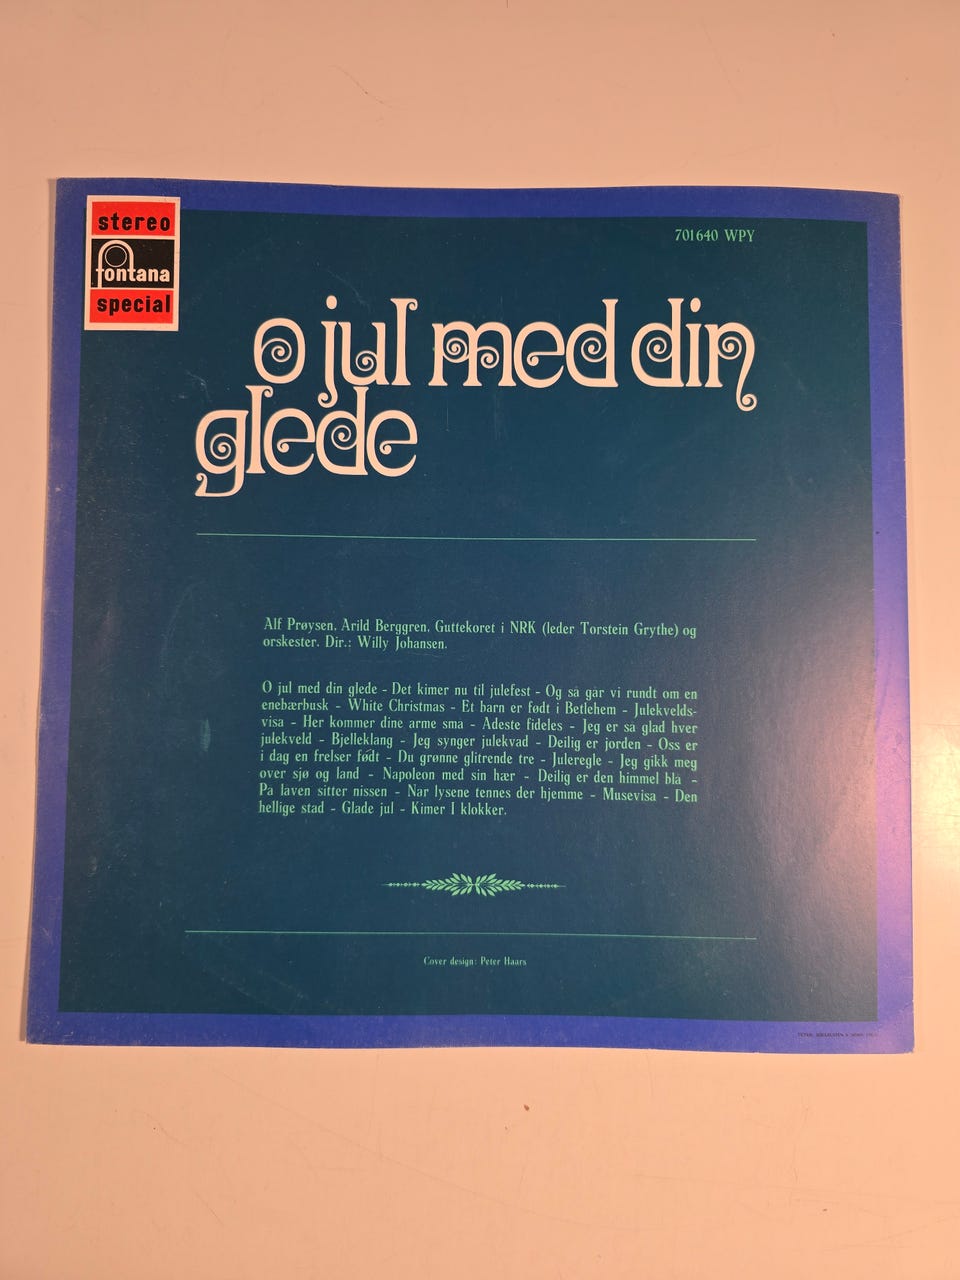 stereo
fontana
special
701640 WPY
o jul med din
glede
Alf Prøysen, Arild Berggren, Guttekoret i NRK (leder Torstein Grythe) og
orskester. Dir.: Willy Johansen.
O jul med din glede - Det kimer nu til julefest - Og så går vi rundt om en
enebærbusk - White Christmas - Et barn er født i Betlehem - Julekvelds-
visa - Her kommer dine arme små - Adeste fideles - Jeg er så glad hver
julekveld - Bjelleklang - Jeg synger julekvad - Deilig er jorden - Oss er
i dag en frelser født - Du grønne glitrende tre - Juleregle - Jeg gikk meg
over sjø og land - Napoleon med sin hær - Deilig er den himmel blå -
På låven sitter nissen - Når lysene tennes der hjemme - Musevisa - Den
hellige stad - Glade jul - Kimer I klokker.
Cover design: Peter Haars